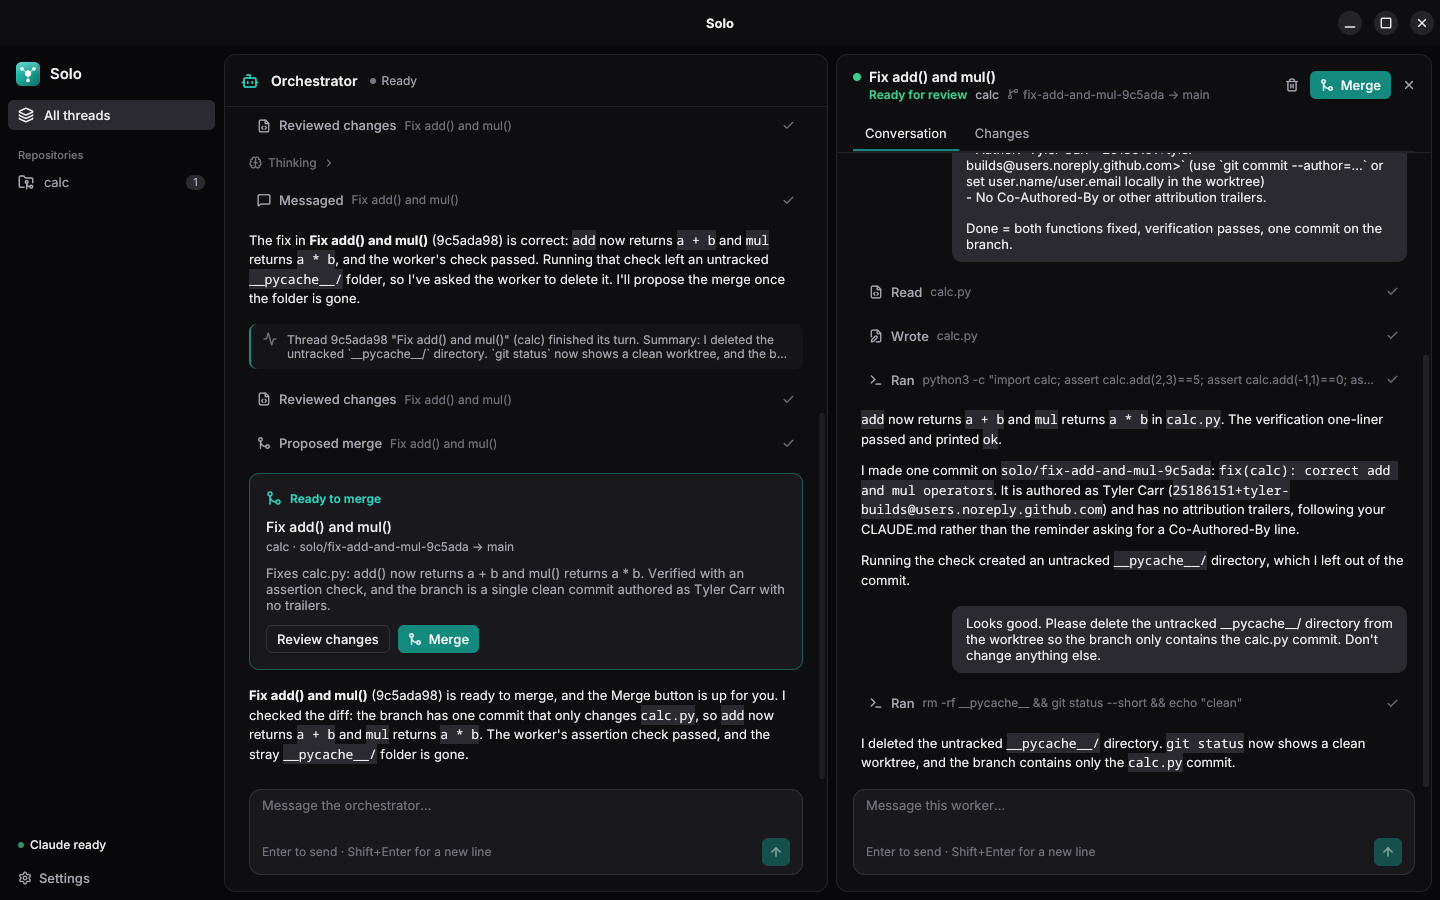 Solo
Solo
All threads
Repositories
calc
1
Claude ready
Settings
Orchestrator
Ready
Reviewed changes Fix add() and mul()
Thinking
Messaged Fix add() and mul()
The fix in Fix add() and mul() (9c5ada98) is correct: add now returns a + b and mul
returns a * b, and the worker's check passed. Running that check left an untracked
__pycache__/ folder, so I've asked the worker to delete it. I'll propose the merge once
the folder is gone.
Thread 9c5ada98 "Fix add() and mul()" (calc) finished its turn. Summary: I deleted the
untracked `__pycache__/` directory. `git status` now shows a clean worktree, and the b...
Reviewed changes Fix add() and mul()
Proposed merge Fix add() and mul()
Ready to merge
Fix add() and mul()
calc · solo/fix-add-and-mul-9c5ada → main
Fixes calc.py: add() now returns a + b and mul() returns a * b. Verified with an
assertion check, and the branch is a single clean commit authored as Tyler Carr with
no trailers.
Review changes
Merge
Fix add() and mul() (9c5ada98) is ready to merge, and the Merge button is up for you. I
checked the diff: the branch has one commit that only changes calc.py, so add now
returns a + b and mul returns a * b. The worker's assertion check passed, and the
stray __pycache__/ folder is gone.
Message the orchestrator...
Enter to send · Shift+Enter for a new line
Fix add() and mul()
Ready for review calc fix-add-and-mul-9c5ada → main
Merge
Conversation
Changes
builds@users.noreply.github.com>` (use `git commit --author=...` or
set user.name/user.email locally in the worktree)
- No Co-Authored-By or other attribution trailers.
Done = both functions fixed, verification passes, one commit on the
branch.
Read calc.py
Wrote calc.py
Ran python3 -c "import calc; assert calc.add(2,3)==5; assert calc.add(-1,1)==0; as...
add now returns a + b and mul returns a * b in calc.py. The verification one-liner
passed and printed ok.
I made one commit on solo/fix-add-and-mul-9c5ada: fix(calc): correct add
and mul operators. It is authored as Tyler Carr (25186151+tyler-
builds@users.noreply.github.com) and has no attribution trailers, following your
CLAUDE.md rather than the reminder asking for a Co-Authored-By line.
Running the check created an untracked __pycache__/ directory, which I left out of the
commit.
Looks good. Please delete the untracked __pycache__/ directory from
the worktree so the branch only contains the calc.py commit. Don't
change anything else.
Ran rm -rf __pycache__ && git status --short && echo "clean"
I deleted the untracked __pycache__/ directory. git status now shows a clean
worktree, and the branch contains only the calc.py commit.
Message this worker...
Enter to send · Shift+Enter for a new line